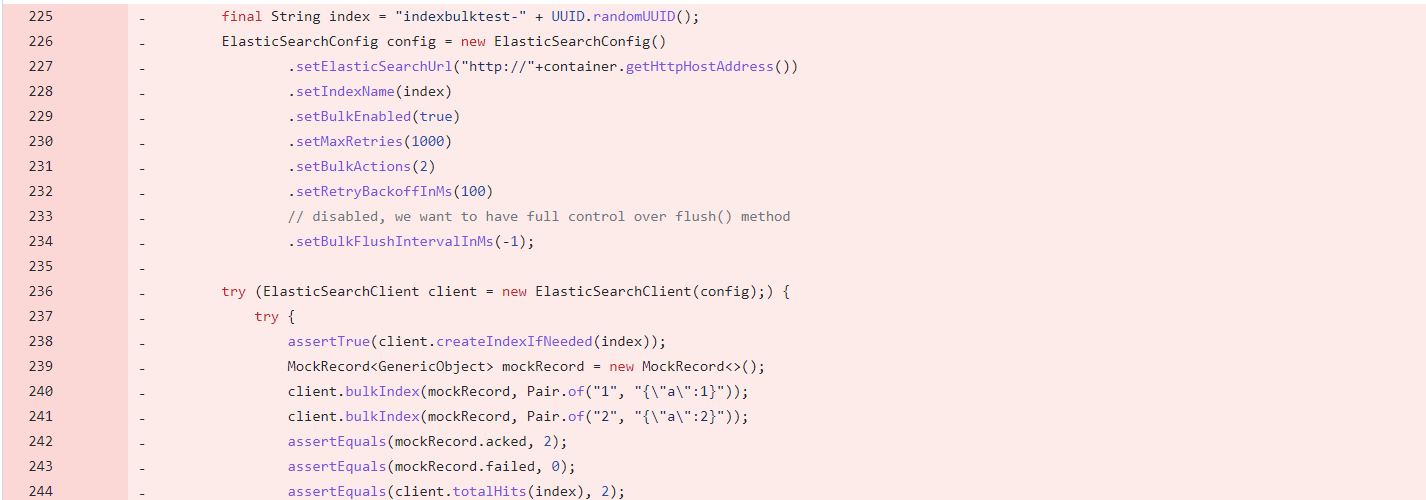 225 - final String index = "indexbulktest-" + UUID.randomUUID();
226 - ElasticSearchConfig config = new ElasticSearchConfig()
227 - .setElasticSearchUrl("http://"+container.getHttpHostAddress())
228 - .setIndexName(index)
229 - .setBulkEnabled(true)
230 - .setMaxRetries(1000)
231 - .setBulkActions(2)
232 - .setRetryBackoffInMs(100)
233 - // disabled, we want to have full control over flush() method
234 - .setBulkFlushIntervalInMs(-1);
235 -
236 - try (ElasticSearchClient client = new ElasticSearchClient(config);) {
237 - try {
238 - assertTrue(client.createIndexIfNeeded(index));
239 - MockRecord<GenericObject> mockRecord = new MockRecord<>();
240 - client.bulkIndex(mockRecord, Pair.of("1", "{\"a\":1}"));
241 - client.bulkIndex(mockRecord, Pair.of("2", "{\"a\":2}"));
242 - assertEquals(mockRecord.acked, 2);
243 - assertEquals(mockRecord.failed, 0);
244 - assertEquals(client.totalHits(index), 2);